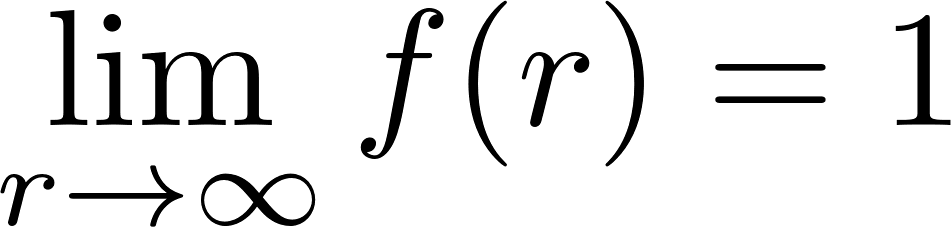 lim f(r) = 1
r→∞